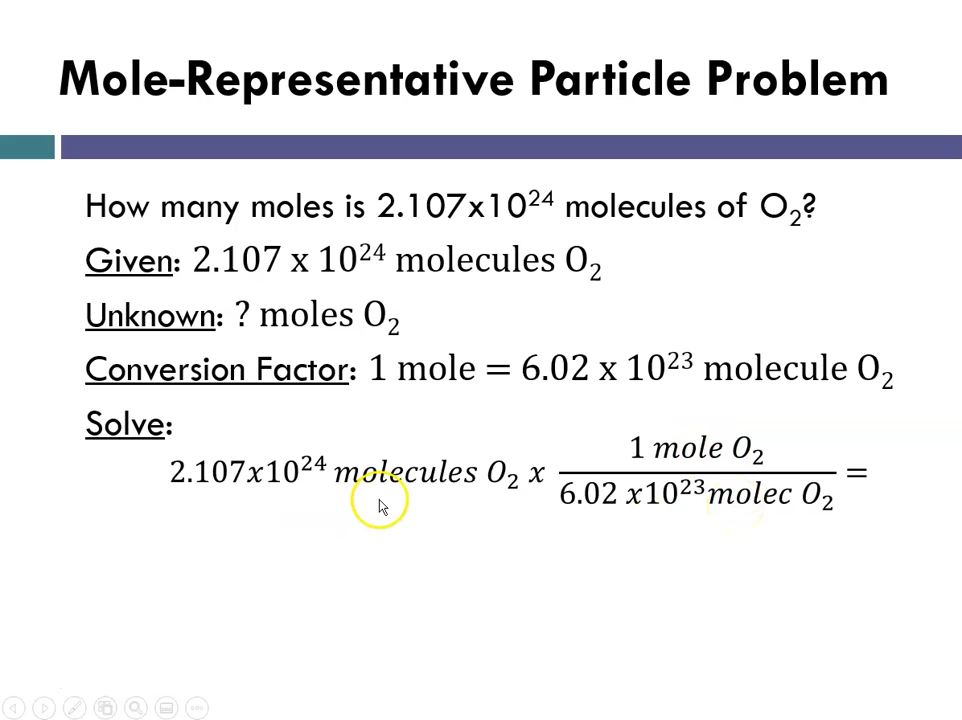 Mole-Representative Particle Problem
How many moles is 2.107x10²⁴ molecules of O₂?
Given: 2.107 x 10²⁴ molecules O₂
Unknown: ? moles O₂
Conversion Factor: 1 mole = 6.02 x 10²³ molecule O₂
Solve:
1 mole O₂
2.107x10²⁴ molecules O₂ x =
6.02 x10²³molec O₂